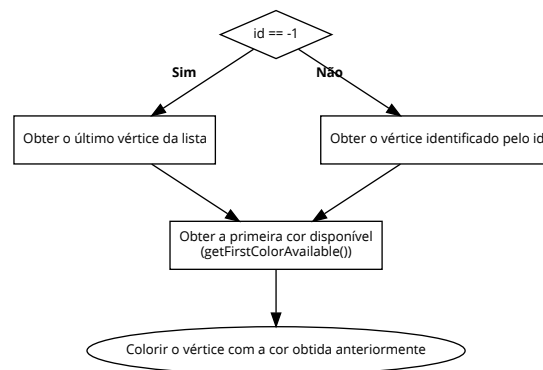 id == -1
Sim
Não
Obter o último vértice da lista
Obter o vértice identificado pelo id
Obter a primeira cor disponível
(getFirstColorAvailable())
Colorir o vértice com a cor obtida anteriormente